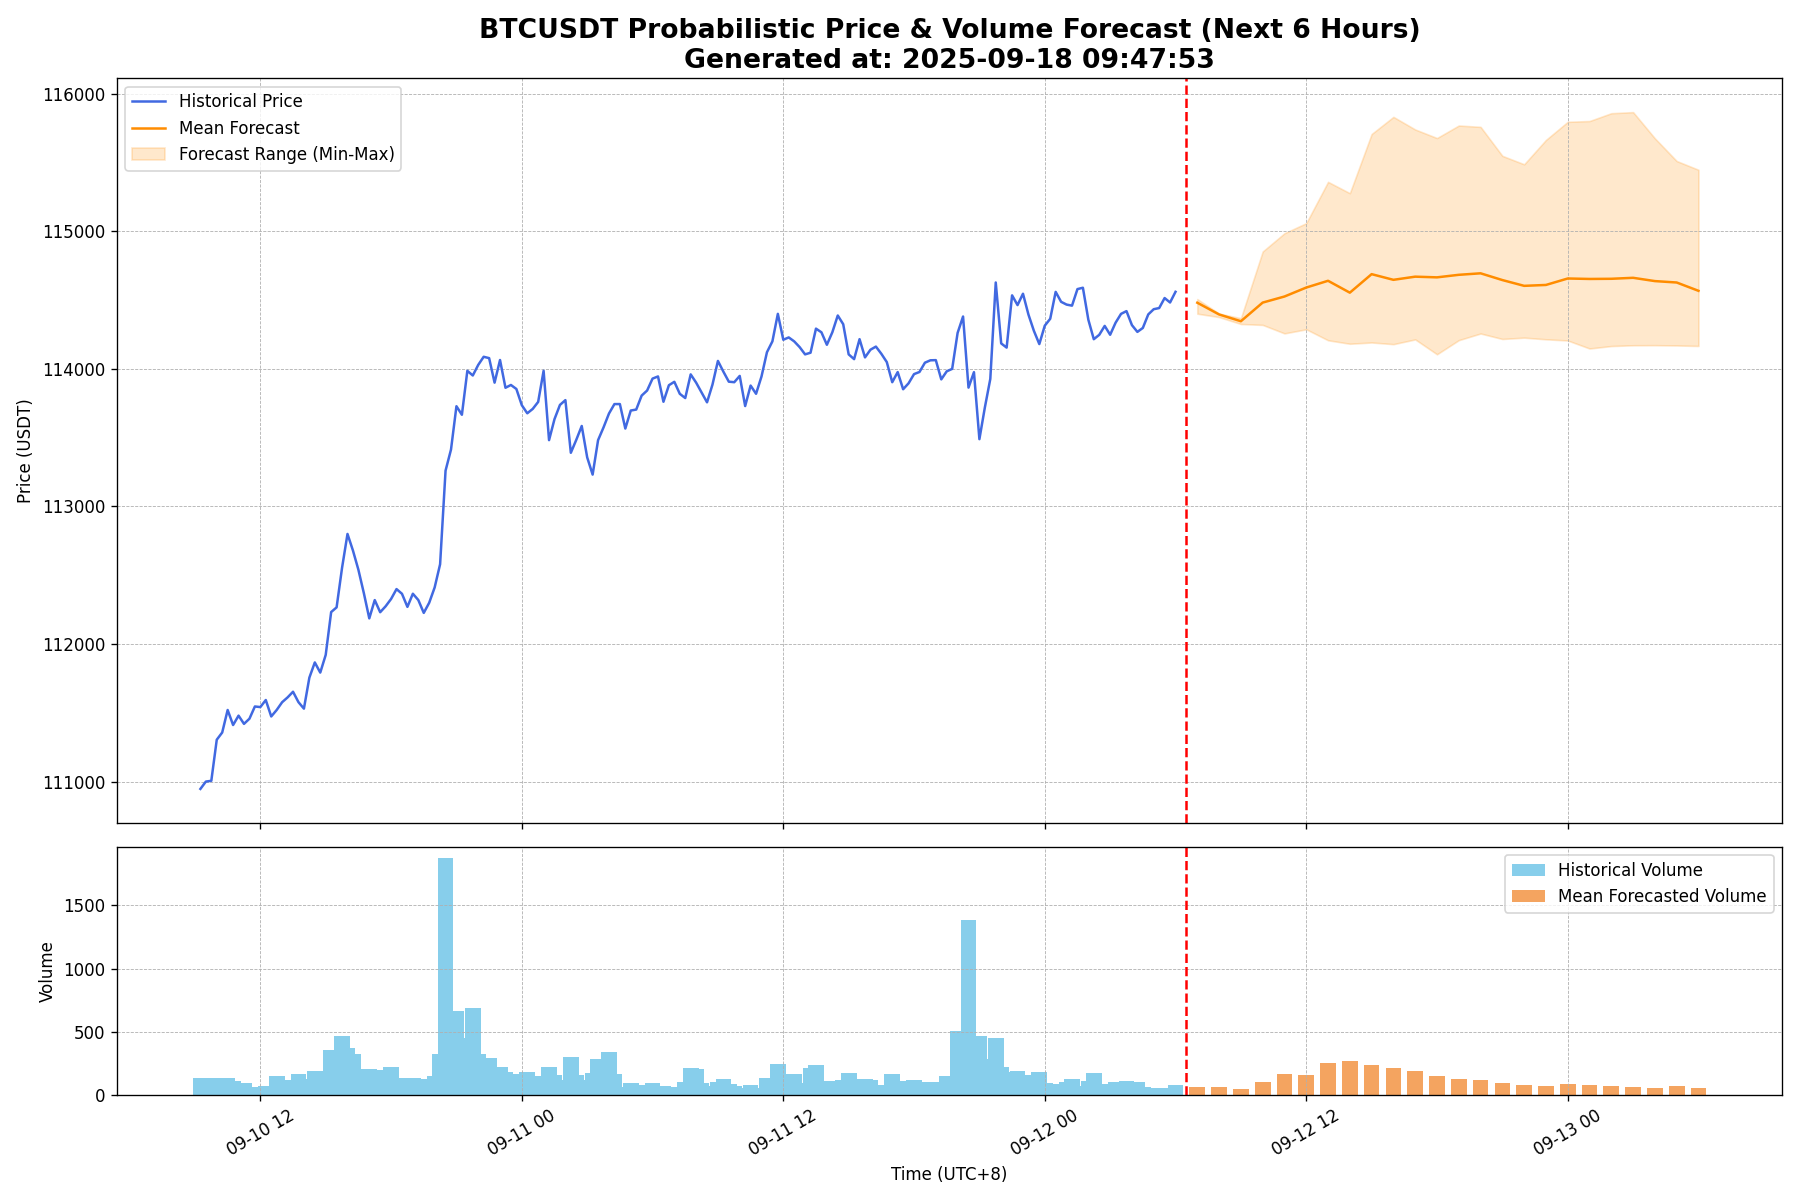 BTCUSDT Probabilistic Price & Volume Forecast (Next 6 Hours)
Generated at: 2025-09-18 09:47:53
Historical Price
Mean Forecast
Forecast Range (Min-Max)
116000
115000
114000
113000
112000
111000
Price (USDT)
Historical Volume
Mean Forecasted Volume
1500
1000
500
0
Volume
09-10 12
09-11 00
09-11 12
09-12 00
09-12 12
09-13 00
Time (UTC+8)